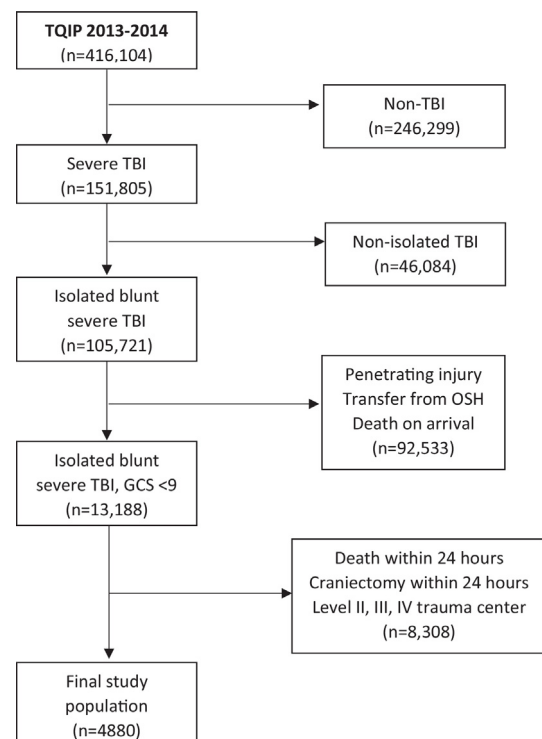 TQIP 2013-2014
(n=416,104)
Non-TBI
(n=246,299)
Severe TBI
(n=151,805)
Non-isolated TBI
(n=46,084)
Isolated blunt
severe TBI
(n=105,721)
Penetrating injury
Transfer from OSH
Death on arrival
(n=92,533)
Isolated blunt
severe TBI, GCS <9
(n=13,188)
Death within 24 hours
Craniectomy within 24 hours
Level II, III, IV trauma center
(n=8,308)
Final study
population
(n=4880)